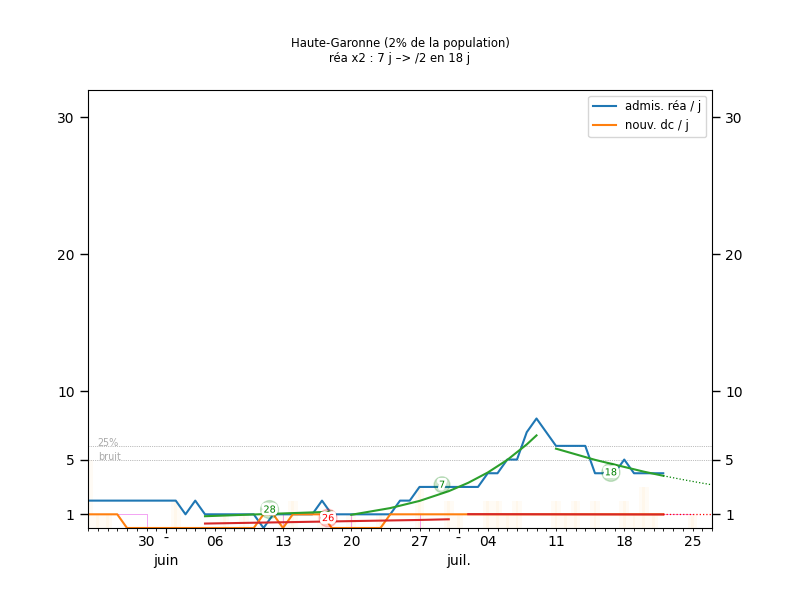 Haute-Garonne (2% de la population)
réa x2 : 7 j –> /2 en 18 j
admis. réa / j
nouv. dc / j
30 30
20 20
10 10
25%
bruit
5 5
1 1
28
26
7
18
30 - 06 13 20 27 - 04 11 18 25
juin juil.